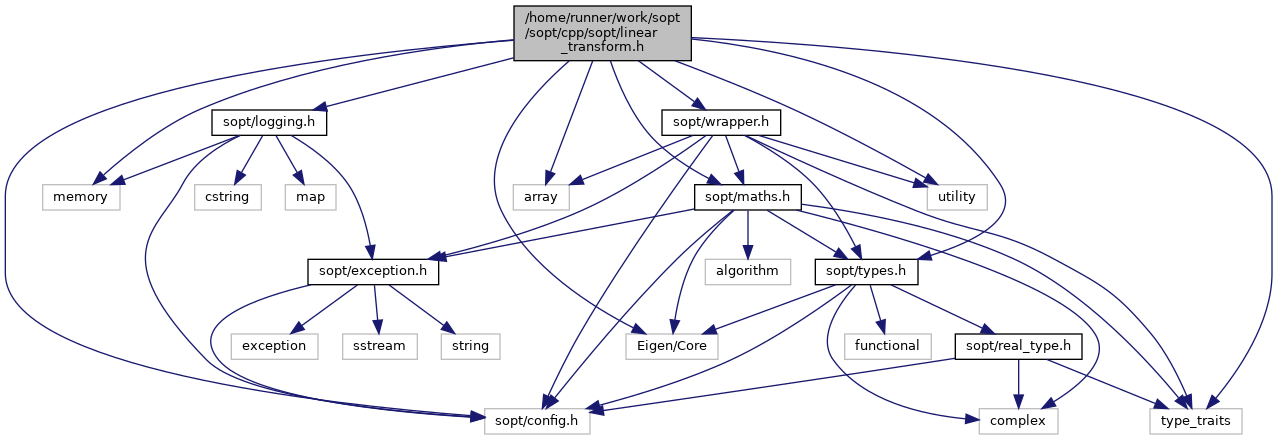 /home/runner/work/sopt
/sopt/cpp/sopt/linear
_transform.h
sopt/logging.h
sopt/wrapper.h
memory
cstring
map
array
sopt/maths.h
utility
sopt/exception.h
algorithm
sopt/types.h
exception
sstream
string
Eigen/Core
functional
sopt/real_type.h
sopt/config.h
complex
type_traits